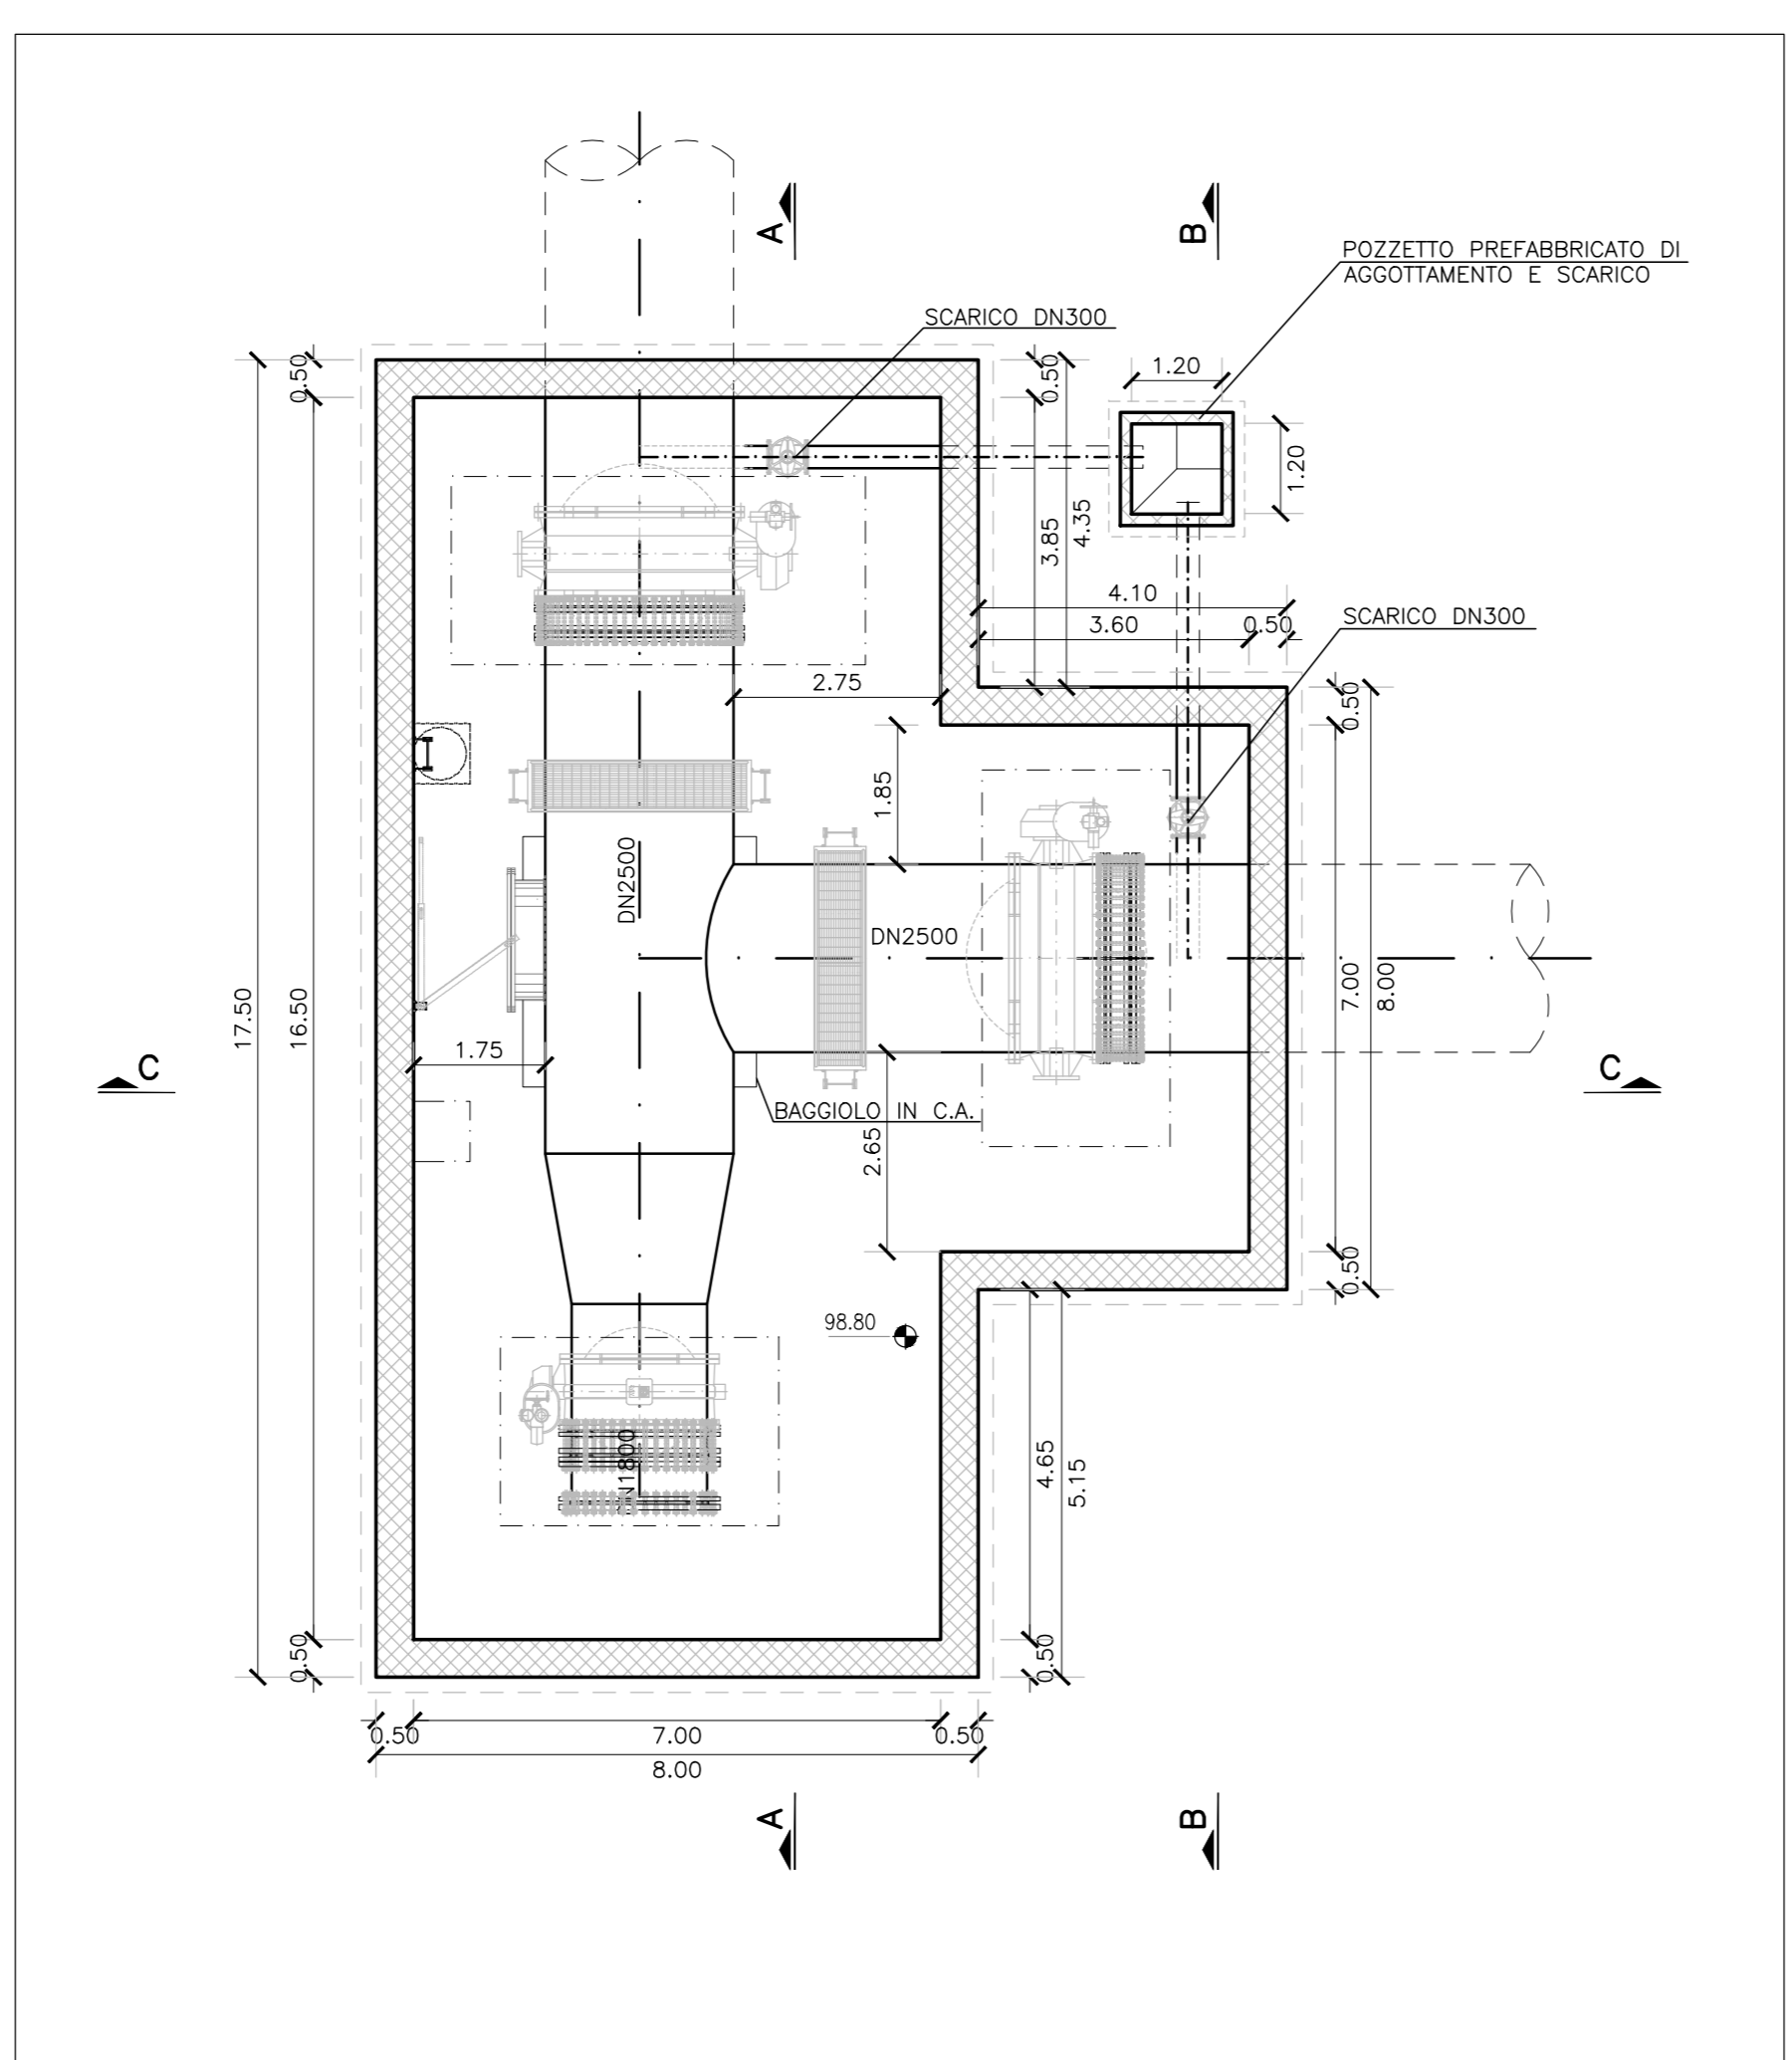 A
B
POZZETTO PREFABBRICATO DI
AGGOTTAMENTO E SCARICO
SCARICO DN300
0.50
0.50
1.20
1.20
3.85
4.35
4.10
3.60
0.50
SCARICO DN300
2.75
0.50
1.85
DN2500
DN2500
17.50
16.50
7.00
8.00
1.75
C
C
BAGGIOLO IN C.A.
2.65
0.50
98.80
DN1800
4.65
5.15
0.50
0.50
0.50
7.00
0.50
8.00
A
B